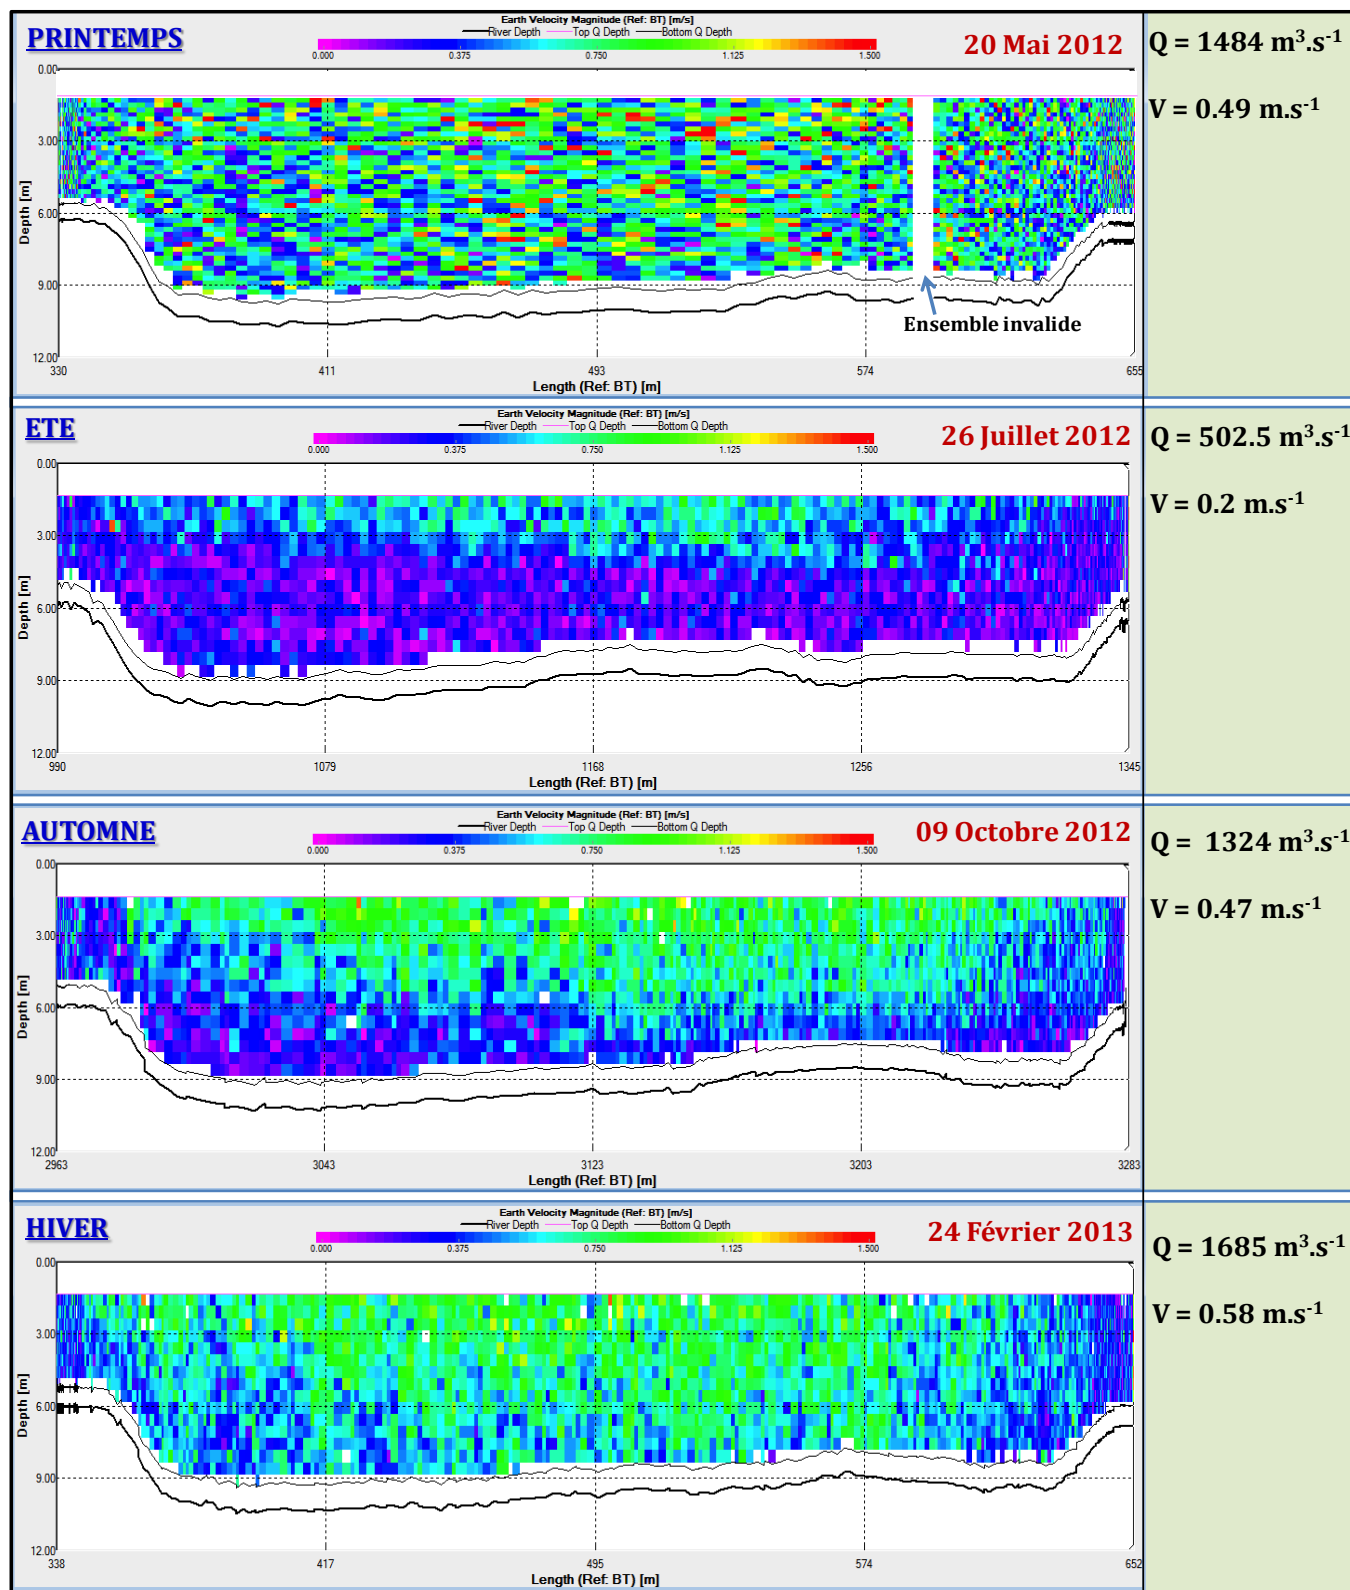 PRINTEMPS
Earth Velocity Magnitude (Ref: BT) [m/s]
River Depth Top Q Depth Bottom Q Depth
0.000 0.375 0.750 1.125 1.500
20 Mai 2012
Q = 1484 m³.s⁻¹
V = 0.49 m.s⁻¹
0.00
3.00
6.00
9.00
12.00
Depth [m]
Ensemble invalide
330 411 493 574 655
Length (Ref: BT) [m]
ETE
Earth Velocity Magnitude (Ref: BT) [m/s]
River Depth Top Q Depth Bottom Q Depth
0.000 0.375 0.750 1.125 1.500
26 Juillet 2012
Q = 502.5 m³.s⁻¹
V = 0.2 m.s⁻¹
0.00
3.00
6.00
9.00
12.00
Depth [m]
990 1079 1168 1256 1345
Length (Ref: BT) [m]
AUTOMNE
Earth Velocity Magnitude (Ref: BT) [m/s]
River Depth Top Q Depth Bottom Q Depth
0.000 0.375 0.750 1.125 1.500
09 Octobre 2012
Q = 1324 m³.s⁻¹
V = 0.47 m.s⁻¹
0.00
3.00
6.00
9.00
12.00
Depth [m]
2963 3043 3123 3203 3283
Length (Ref: BT) [m]
HIVER
Earth Velocity Magnitude (Ref: BT) [m/s]
River Depth Top Q Depth Bottom Q Depth
0.000 0.375 0.750 1.125 1.500
24 Février 2013
Q = 1685 m³.s⁻¹
V = 0.58 m.s⁻¹
0.00
3.00
6.00
9.00
12.00
Depth [m]
338 417 495 574 652
Length (Ref: BT) [m]